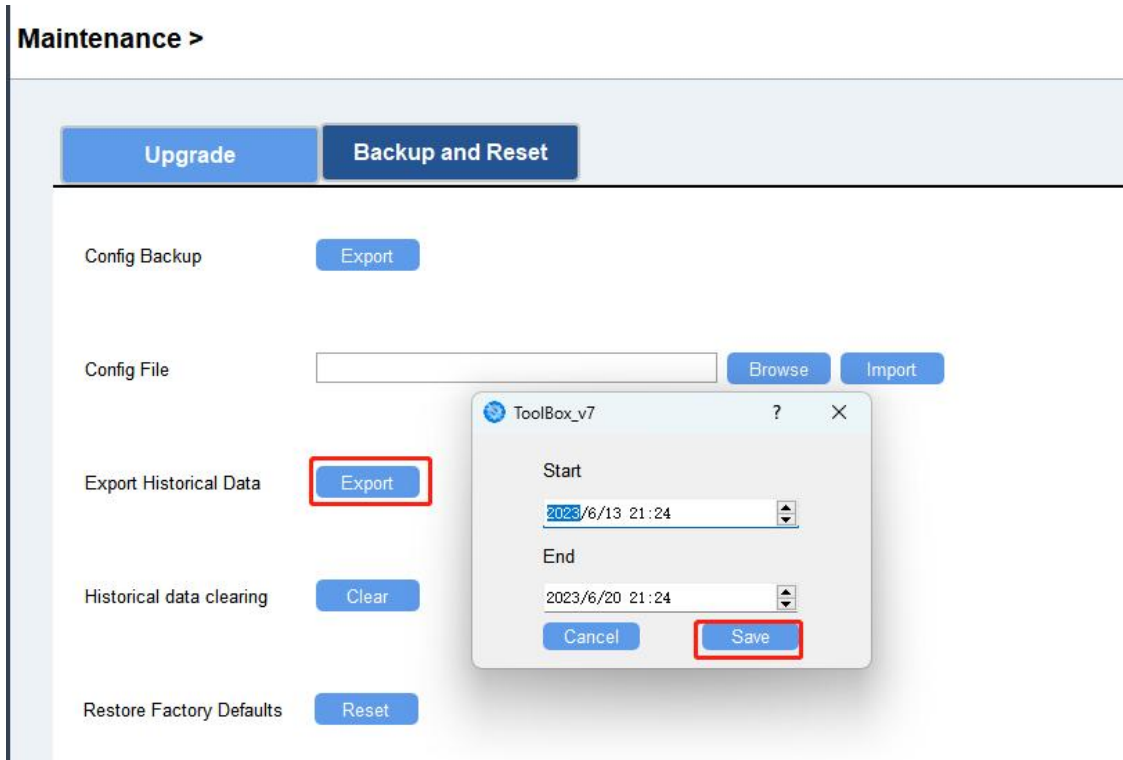 Maintenance >
Upgrade
Backup and Reset
Config Backup
Export
Config File
Browse
Import
ToolBox_v7
?
Start
Export Historical Data
Export
2023/6/13 21:24
End
Historical data clearing
Clear
2023/6/20 21:24
Cancel
Save
Restore Factory Defaults
Reset